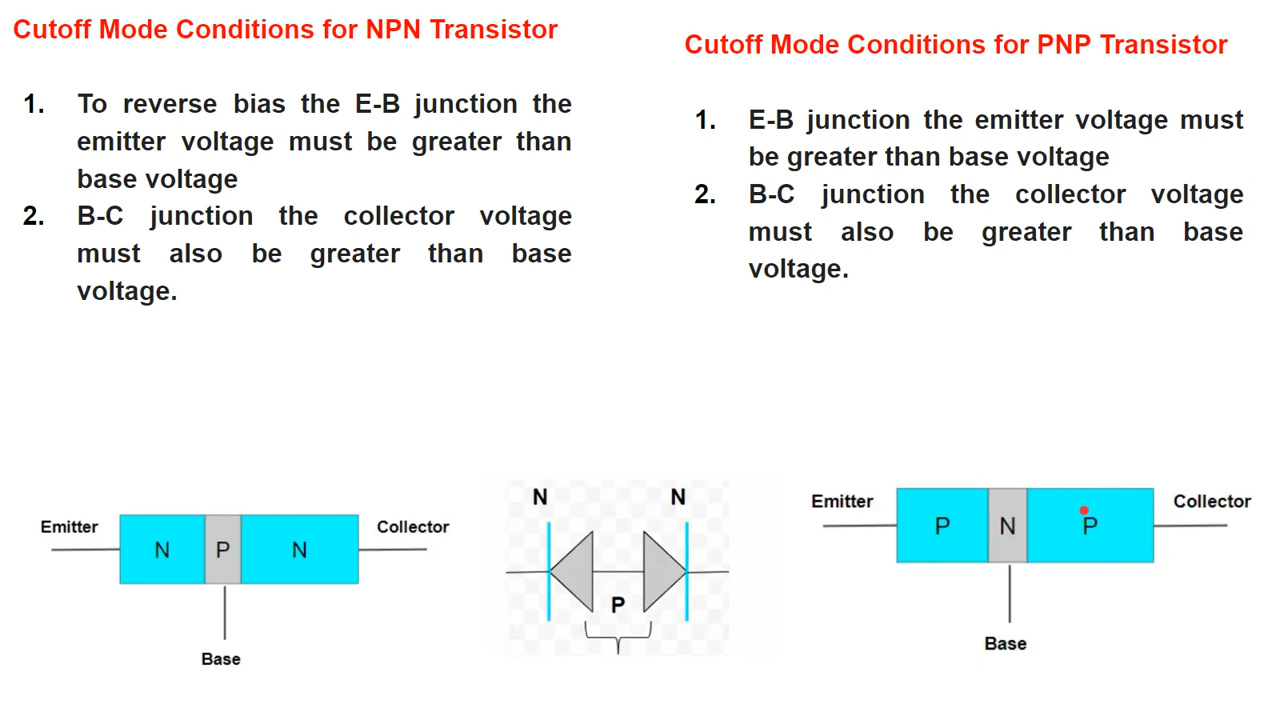 Cutoff Mode Conditions for NPN Transistor
1. To reverse bias the E-B junction the
emitter voltage must be greater than
base voltage
2. B-C junction the collector voltage
must also be greater than base
voltage.
Cutoff Mode Conditions for PNP Transistor
1. E-B junction the emitter voltage must
be greater than base voltage
2. B-C junction the collector voltage
must also be greater than base
voltage.
Emitter
N P N
Collector
Base
N N
P
Emitter
P N P
Collector
Base